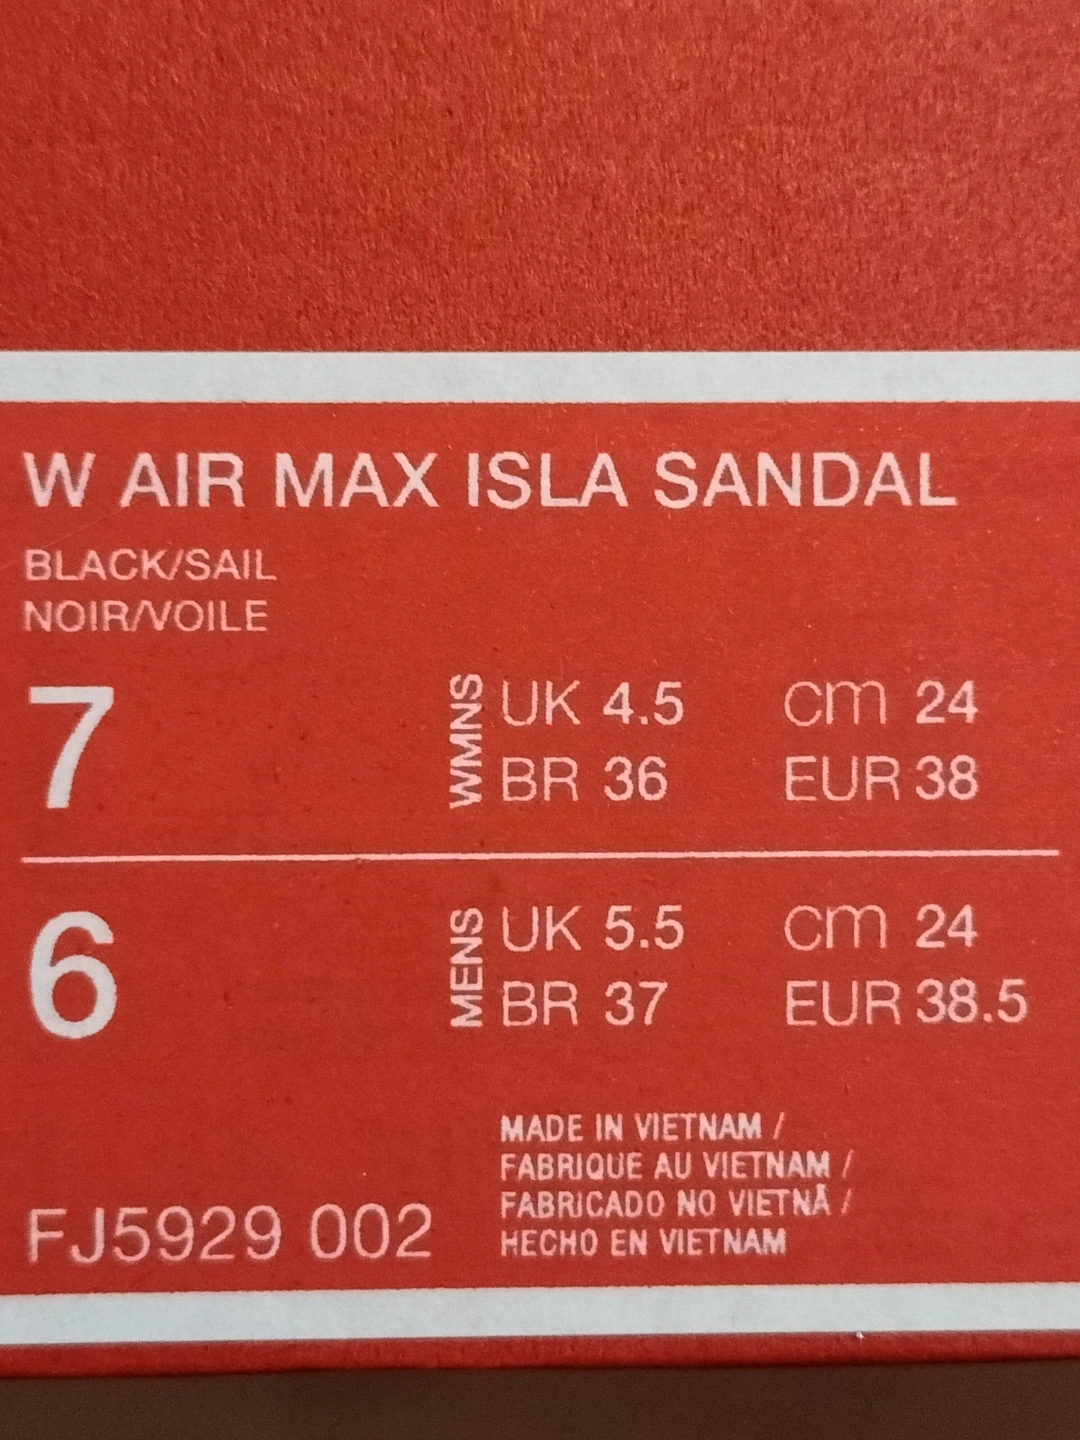 W AIR MAX ISLA SANDAL
BLACK/SAIL
NOIR/VOILE
7 WMNS UK 4.5 cm 24
BR 36 EUR 38
6 MENS UK 5.5 cm 24
BR 37 EUR 38.5
MADE IN VIETNAM /
FABRIQUE AU VIETNAM /
FABRICADO NO VIETNÃ /
HECHO EN VIETNAM
FJ5929 002